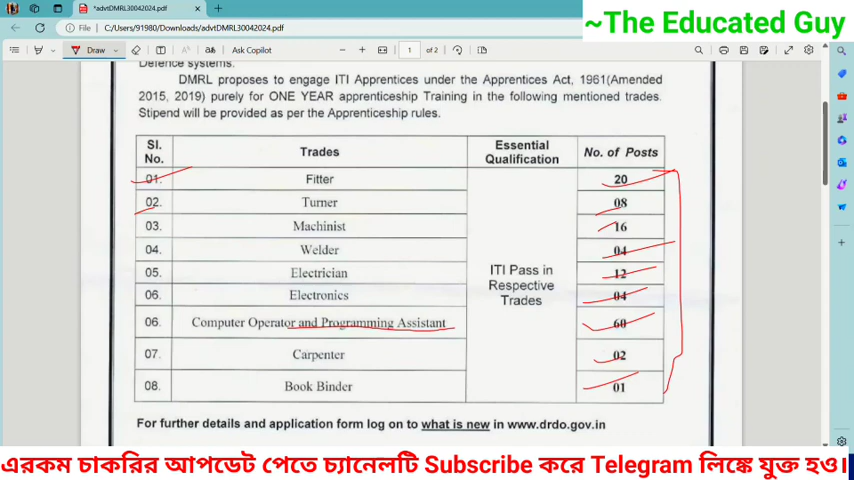 *advtDMRL30042024.pdf
~The Educated Guy
File
C:/Users/91980/Downloads/advtDMRL30042024.pdf
Draw
Ask Copilot
1
of 2
Defence systems.
DMRL proposes to engage ITI Apprentices under the Apprentices Act, 1961(Amended
2015, 2019) purely for ONE YEAR apprenticeship Training in the following mentioned trades.
Stipend will be provided as per the Apprenticeship rules.
Sl. No. Trades Essential Qualification No. of Posts
01. Fitter 20
02. Turner 08
03. Machinist 16
04. Welder 04
05. Electrician 12
ITI Pass in Respective Trades
06. Electronics 04
06. Computer Operator and Programming Assistant 60
07. Carpenter 02
08. Book Binder 01
For further details and application form log on to what is new in www.drdo.gov.in
এরকম চাকরির আপডেট পেতে চ্যানেলটি Subscribe করে Telegram লিঙ্কে যুক্ত হও।